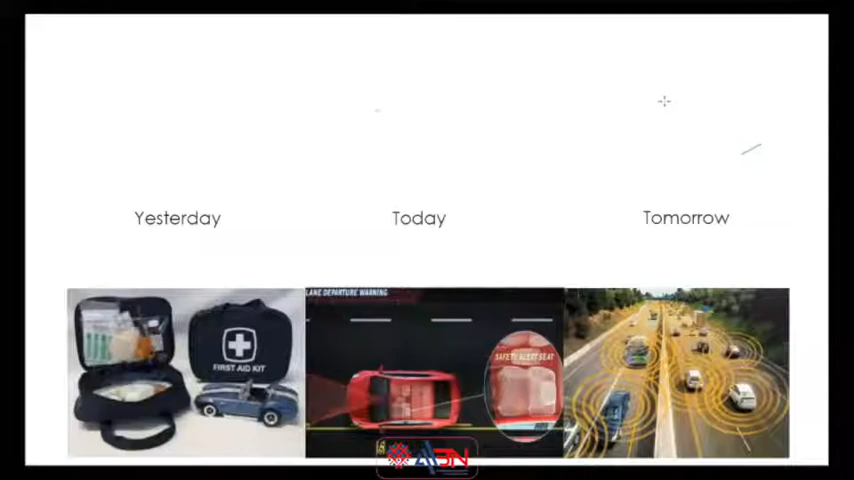 Yesterday
Today
Tomorrow
LANE DEPARTURE WARNING
SAFETY ALERT SEAT
FIRST AID KIT